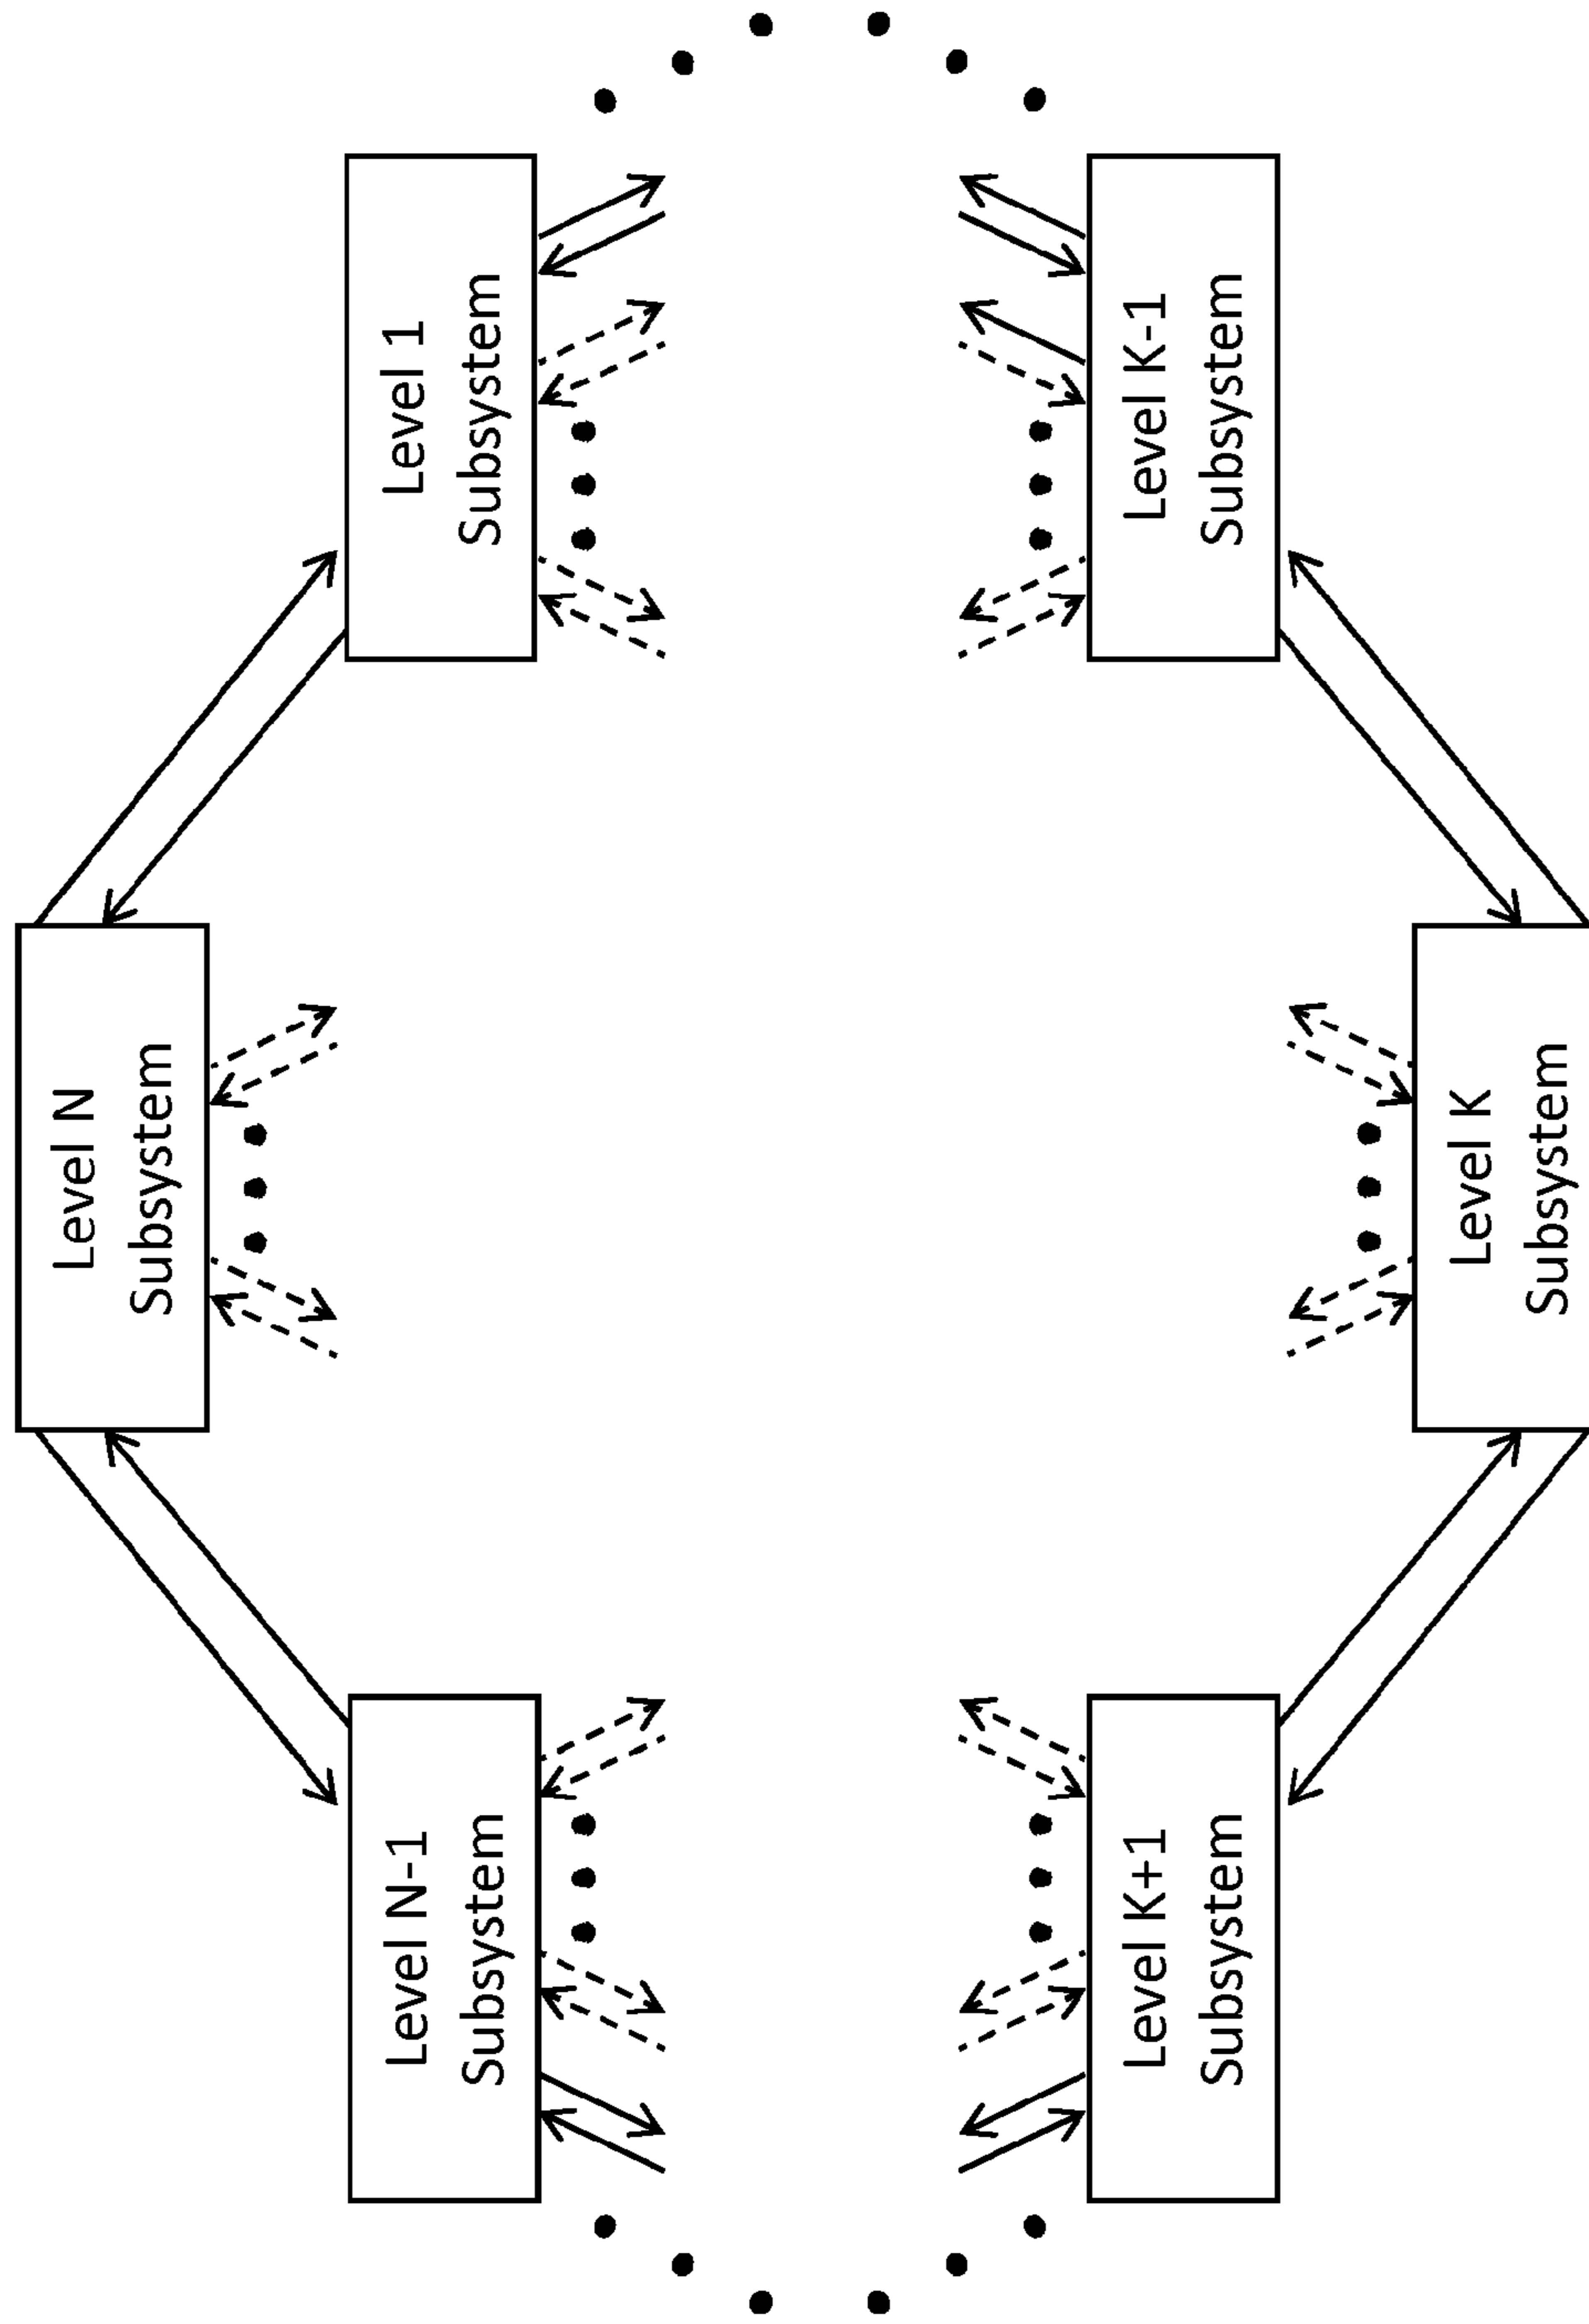 Level N
Subsystem
Level N-1
Subsystem
Level 1
Subsystem
Level K+1
Subsystem
Level K-1
Subsystem
Level K
Subsystem